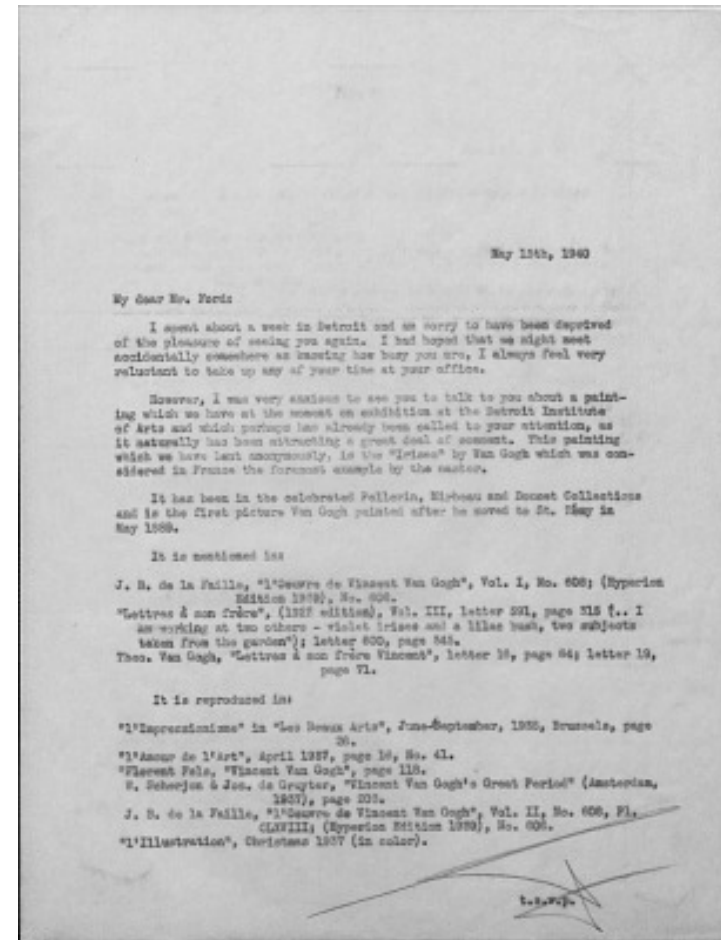 May 15th, 1940
My dear Mr. Ford:
I spent about a week in Detroit and am sorry to have been deprived
of the pleasure of seeing you again. I had hoped that we might meet
accidentally somewhere as knowing how busy you are, I always feel very
reluctant to take up any of your time at your office.
However, I was very anxious to see you to talk to you about a paint-
ing which we have at the moment on exhibition at the Detroit Institute
of Arts and which perhaps has already been called to your attention, as
it naturally has been attracting a great deal of comment. This painting
which we have lent anonymously, is the "Irises" by Van Gogh which was con-
sidered in France the foremost example by the master.
It has been in the celebrated Pellerin, Mirbeau and Doucet Collections
and is the first picture Van Gogh painted after he moved to St. Rémy in
May 1889.
It is mentioned in:
J. B. de la Faille, "l'Oeuvre de Vincent Van Gogh", Vol. I, No. 608; (Hyperion
Edition 1939), No. 606.
"Lettres à son frère", (1937 edition), Vol. III, letter 591, page 315 (.. I
am working at two others - violet irises and a lilac bush, two subjects
taken from the garden"); letter 600, page 343.
Theo. Van Gogh, "Lettres à son frère Vincent", letter 16, page 64; letter 19,
page 71.
It is reproduced in:
"l'Impressionisme" in "Les Beaux Arts", June-September, 1935, Brussels, page
26.
"l'Amour de l'Art", April 1937, page 16, No. 41.
"Florent Fels, "Vincent Van Gogh", page 118.
W. Scherjon & Jos. de Gruyter, "Vincent Van Gogh's Great Period" (Amsterdam,
1937), page 205.
J. B. de la Faille, "l'Oeuvre de Vincent Van Gogh", Vol. II, No. 608, Pl.
CLXVIII; (Hyperion Edition 1939), No. 606.
"l'Illustration", Christmas 1937 (in color).